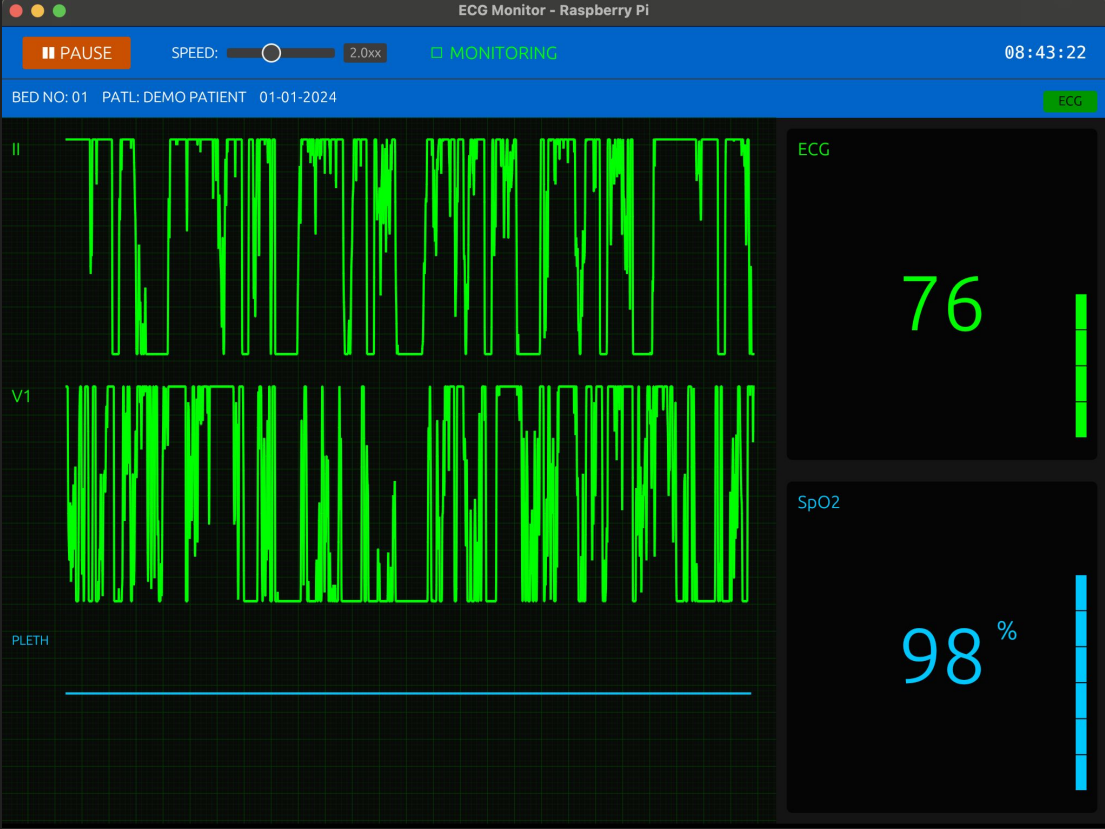 ECG Monitor - Raspberry Pi
PAUSE SPEED: 2.0xx MONITORING 08:43:22
BED NO: 01 PATL: DEMO PATIENT 01-01-2024 ECG
II
V1
PLETH
ECG
76
SpO2
98 %